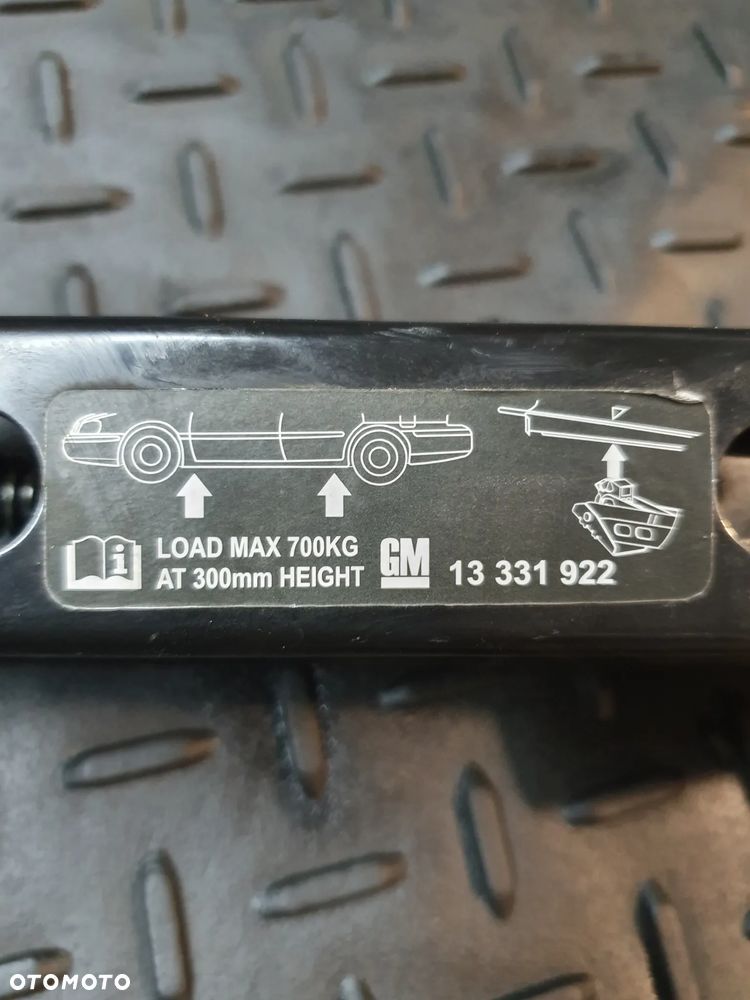 i
LOAD MAX 700KG
AT 300mm HEIGHT
GM
13 331 922
OTOMOTO